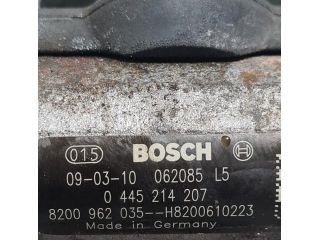 015 BOSCH
09-03-10 062085 L5
0 445 214 207
8200 962 035--H8200610223
Made in Germany